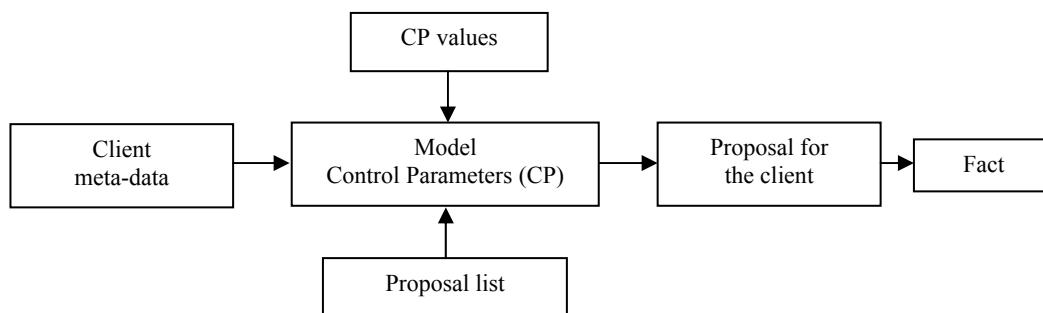 CP values
Client
meta-data
Model
Control Parameters (CP)
Proposal for
the client
Fact
Proposal list